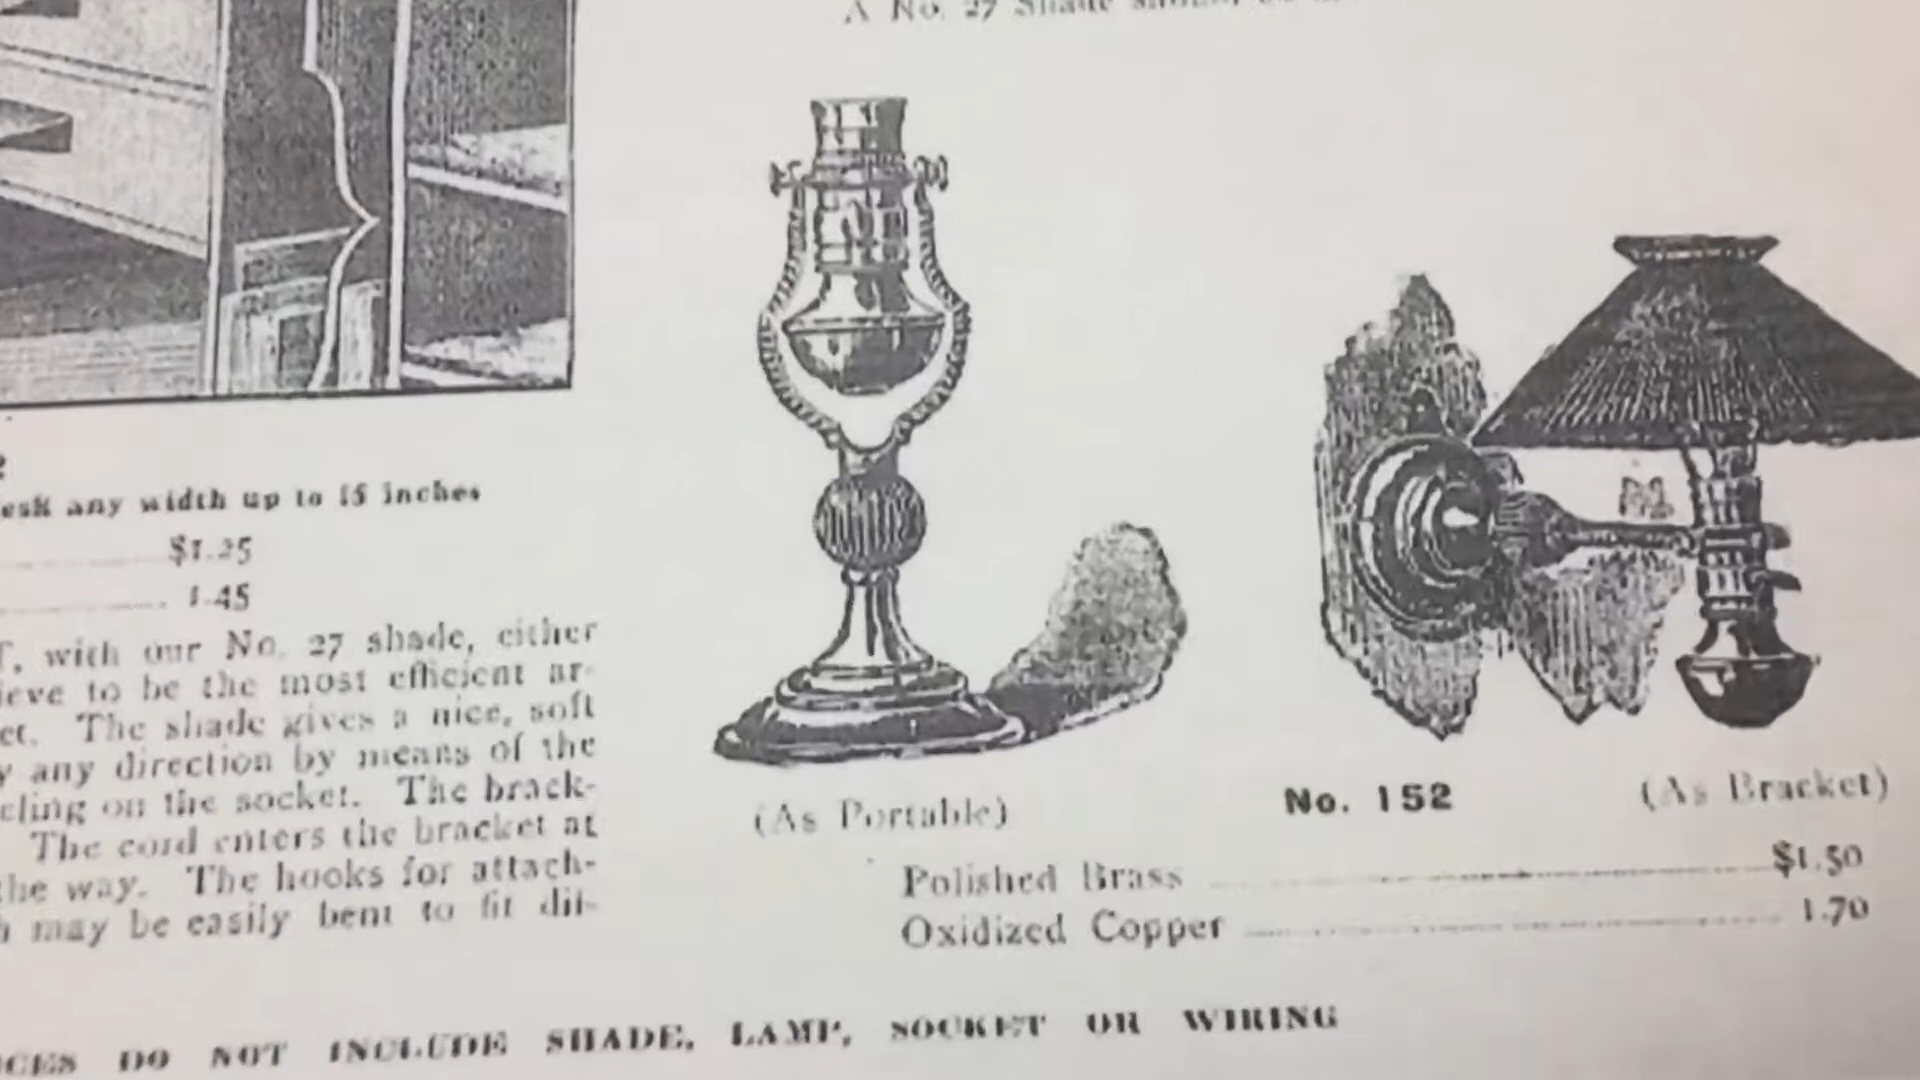 A No. 27 Shade
2
any width up to 15 inches
$1.25
1.45
, with our No. 27 shade, either
ieve to be the most efficient ar-
et. The shade gives a nice, soft
y any direction by means of the
on the socket. The brack-
The cord enters the bracket at
the way. The hooks for attach-
h may be easily bent to fit dif-
(As Portable)
No. 152
(As Bracket)
Polished Brass $1.50
Oxidized Copper 1.70
DO NOT INCLUDE SHADE, LAMP, SOCKET OR WIRING